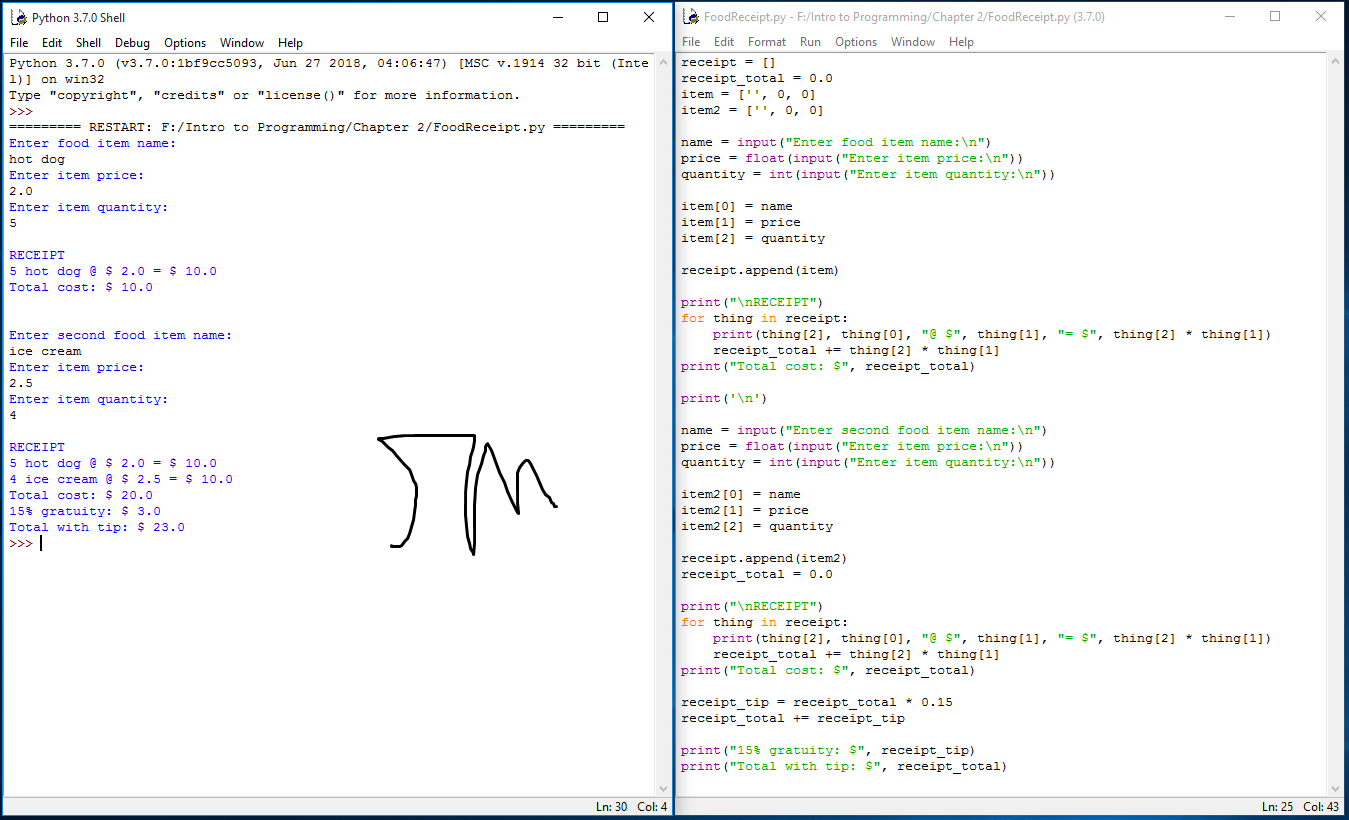 Python 3.7.0 Shell
File Edit Shell Debug Options Window Help
Python 3.7.0 (v3.7.0:1bf9cc5093, Jun 27 2018, 04:06:47) [MSC v.1914 32 bit (Inte
l)] on win32
Type "copyright", "credits" or "license()" for more information.
>>>
========= RESTART: F:/Intro to Programming/Chapter 2/FoodReceipt.py =========
Enter food item name:
hot dog
Enter item price:
2.0
Enter item quantity:
5

RECEIPT
5 hot dog @ $ 2.0 = $ 10.0
Total cost: $ 10.0


Enter second food item name:
ice cream
Enter item price:
2.5
Enter item quantity:
4

RECEIPT
5 hot dog @ $ 2.0 = $ 10.0
4 ice cream @ $ 2.5 = $ 10.0
Total cost: $ 20.0
15% gratuity: $ 3.0
Total with tip: $ 23.0
>>>
Ln: 30 Col: 4
FoodReceipt.py - F:/Intro to Programming/Chapter 2/FoodReceipt.py (3.7.0)
File Edit Format Run Options Window Help
receipt = []
receipt_total = 0.0
item = ['', 0, 0]
item2 = ['', 0, 0]

name = input("Enter food item name:\n")
price = float(input("Enter item price:\n"))
quantity = int(input("Enter item quantity:\n"))

item[0] = name
item[1] = price
item[2] = quantity

receipt.append(item)

print("\nRECEIPT")
for thing in receipt:
    print(thing[2], thing[0], "@ $", thing[1], "= $", thing[2] * thing[1])
    receipt_total += thing[2] * thing[1]
print("Total cost: $", receipt_total)

print('\n')

name = input("Enter second food item name:\n")
price = float(input("Enter item price:\n"))
quantity = int(input("Enter item quantity:\n"))

item2[0] = name
item2[1] = price
item2[2] = quantity

receipt.append(item2)
receipt_total = 0.0

print("\nRECEIPT")
for thing in receipt:
    print(thing[2], thing[0], "@ $", thing[1], "= $", thing[2] * thing[1])
    receipt_total += thing[2] * thing[1]
print("Total cost: $", receipt_total)

receipt_tip = receipt_total * 0.15
receipt_total += receipt_tip

print("15% gratuity: $", receipt_tip)
print("Total with tip: $", receipt_total)
Ln: 25 Col: 43